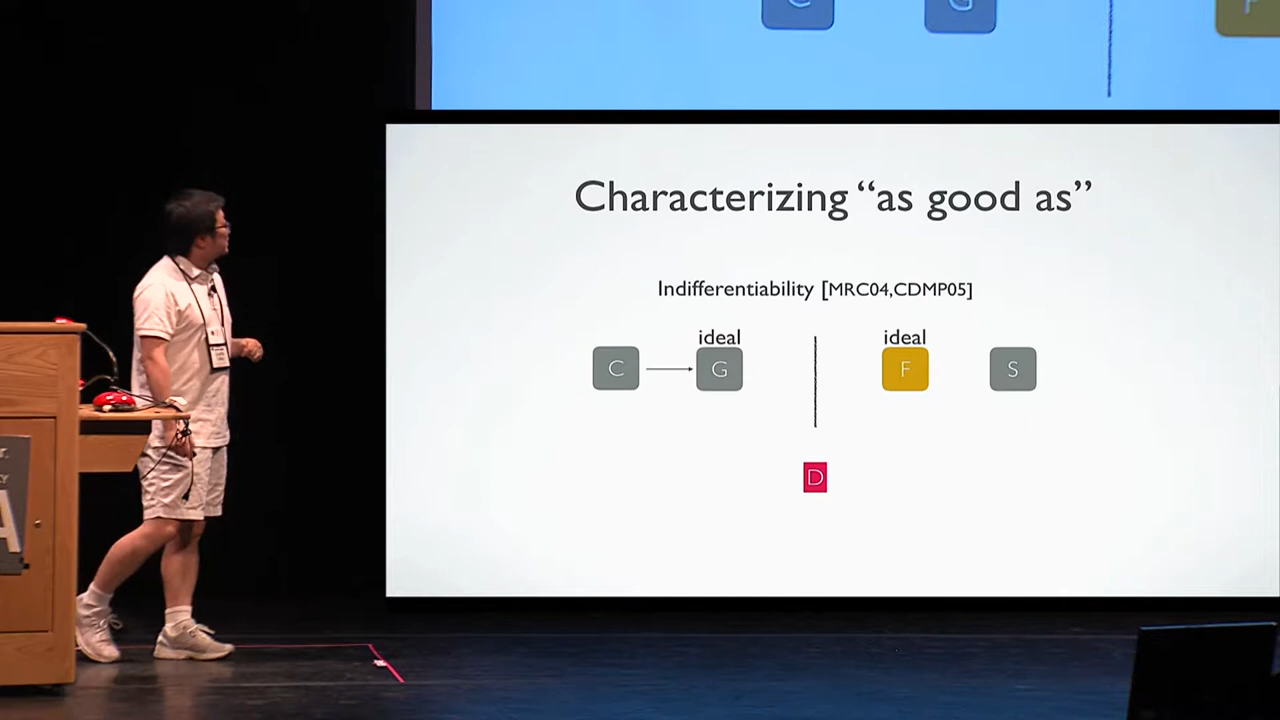 C G
Characterizing “as good as”
Indifferentiability [MRC04,CDMP05]
ideal ideal
C G F S
D